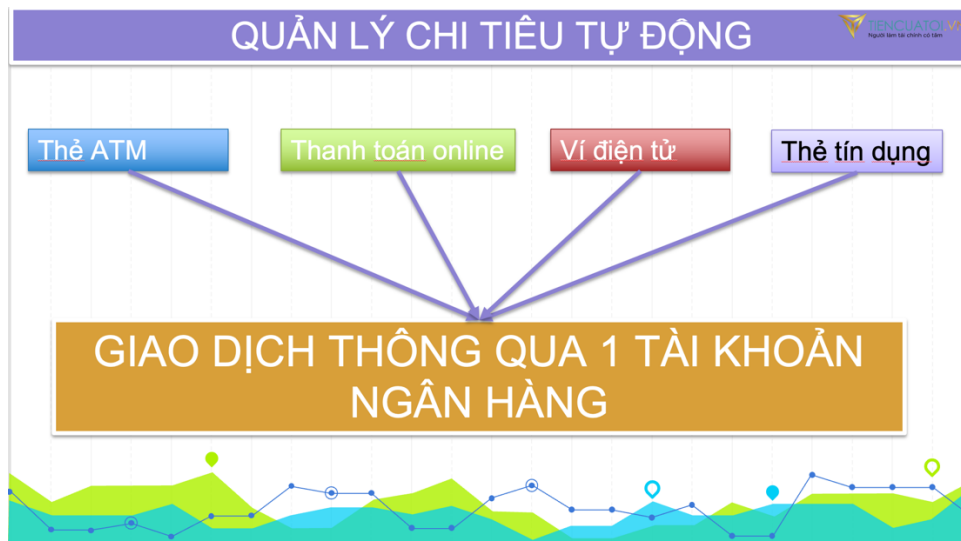 QUẢN LÝ CHI TIÊU TỰ ĐỘNG
TIENCUATOI.VN
Người làm tài chính có tâm
Thẻ ATM
Thanh toán online
Ví điện tử
Thẻ tín dụng
GIAO DỊCH THÔNG QUA 1 TÀI KHOẢN
NGÂN HÀNG